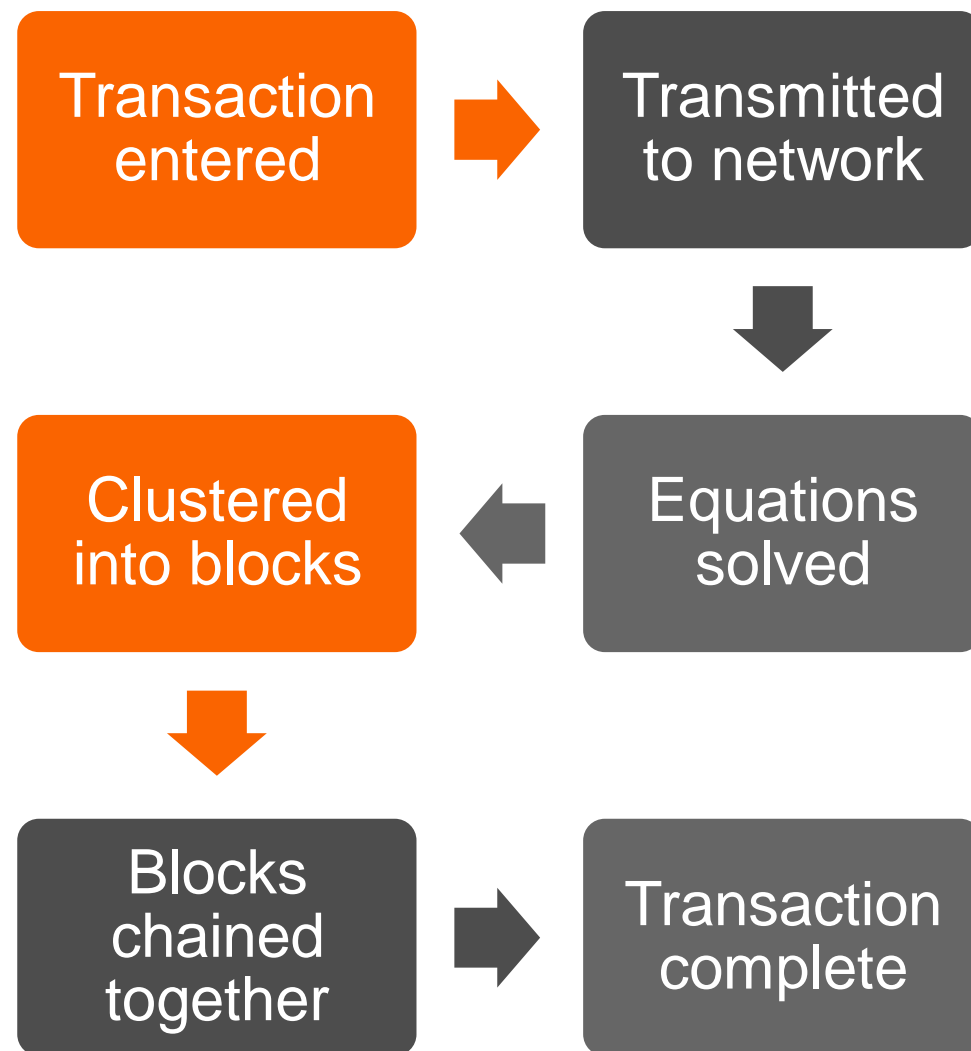 Transaction
entered
Transmitted
to network
Equations
solved
Clustered
into blocks
Blocks
chained
together
Transaction
complete